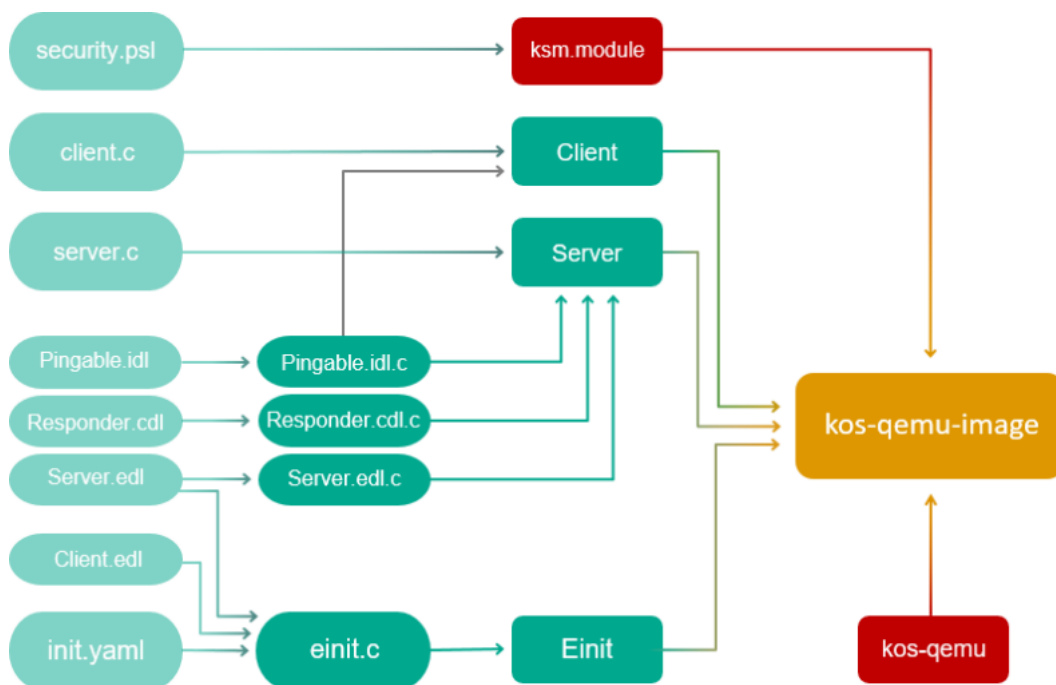 security.psl
ksm.module
client.c
Client
server.c
Server
Pingable.idl
Pingable.idl.c
Responder.cdl
Responder.cdl.c
kos-qemu-image
Server.edl
Server.edl.c
Client.edl
init.yaml
einit.c
Einit
kos-qemu